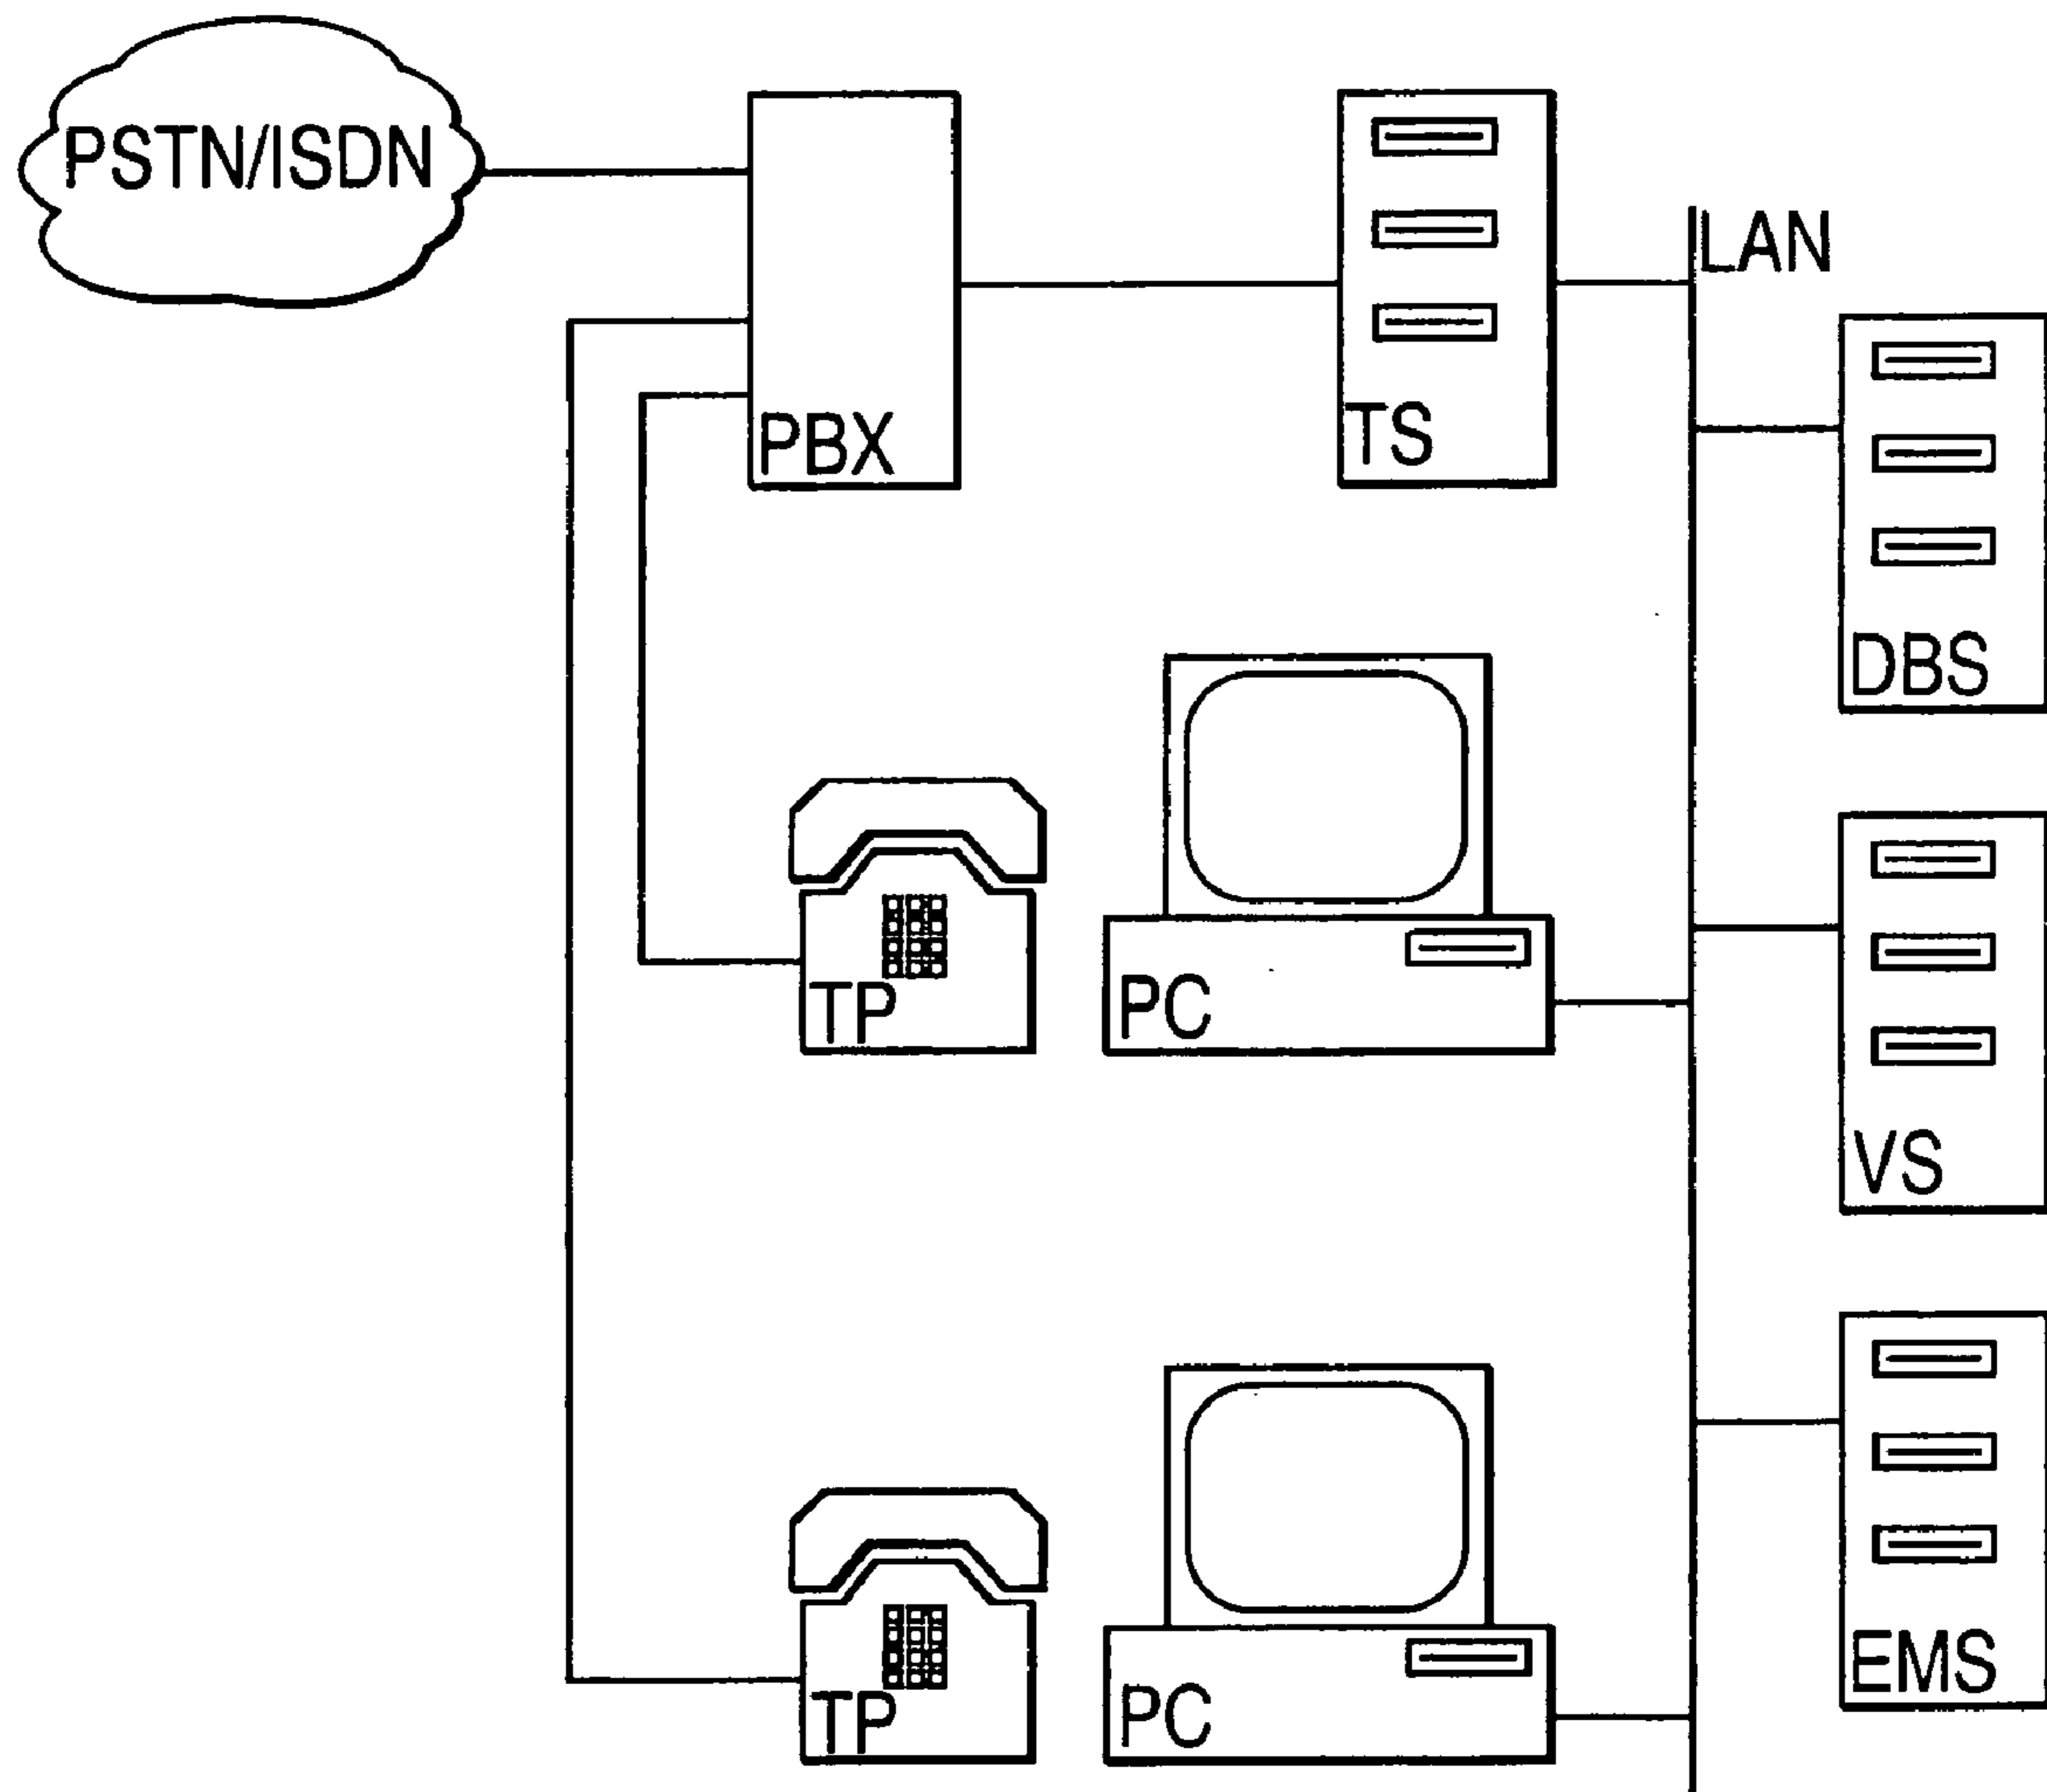 PSTN/ISDN
LAN
PBX
TS
DBS
TP
PC
VS
EMS
TP
PC